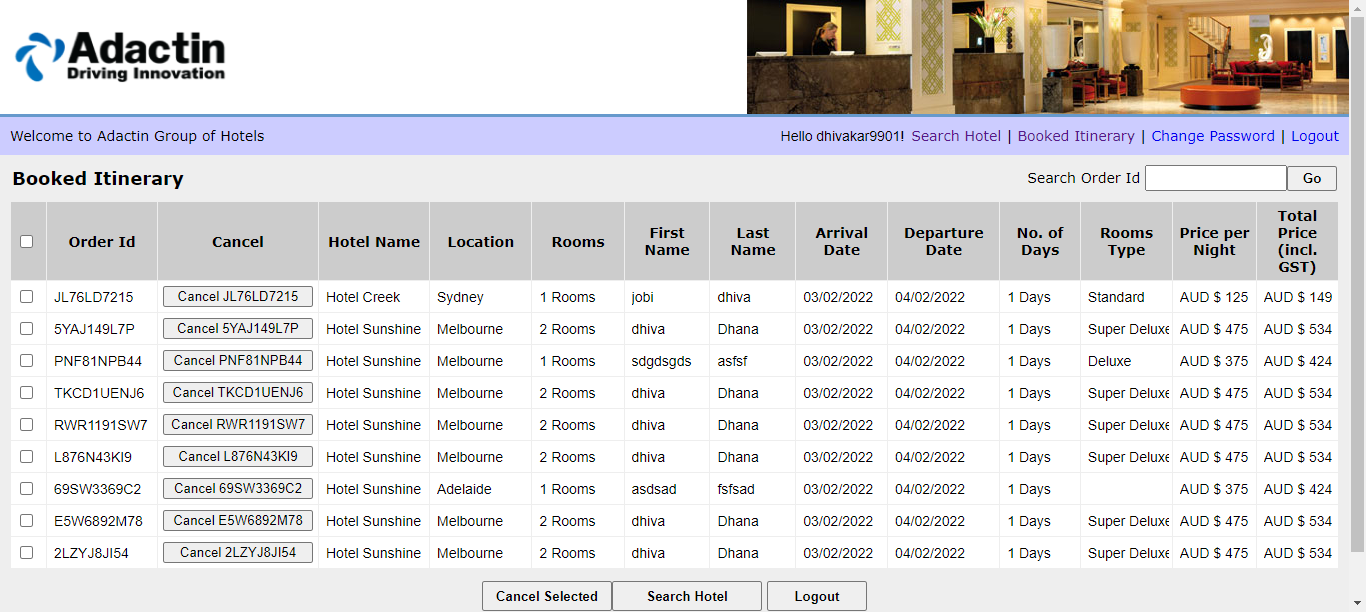 Adactin
Driving Innovation
Welcome to Adactin Group of Hotels
Hello dhivakar9901! Search Hotel | Booked Itinerary | Change Password | Logout
Booked Itinerary
Search Order Id Go
Order Id Cancel Hotel Name Location Rooms First Name Last Name Arrival Date Departure Date No. of Days Rooms Type Price per Night Total Price (incl. GST)
JL76LD7215 Cancel JL76LD7215 Hotel Creek Sydney 1 Rooms jobi dhiva 03/02/2022 04/02/2022 1 Days Standard AUD $ 125 AUD $ 149
5YAJ149L7P Cancel 5YAJ149L7P Hotel Sunshine Melbourne 2 Rooms dhiva Dhana 03/02/2022 04/02/2022 1 Days Super Deluxe AUD $ 475 AUD $ 534
PNF81NPB44 Cancel PNF81NPB44 Hotel Sunshine Melbourne 1 Rooms sdgdsgds asfsf 03/02/2022 04/02/2022 1 Days Deluxe AUD $ 375 AUD $ 424
TKCD1UENJ6 Cancel TKCD1UENJ6 Hotel Sunshine Melbourne 2 Rooms dhiva Dhana 03/02/2022 04/02/2022 1 Days Super Deluxe AUD $ 475 AUD $ 534
RWR1191SW7 Cancel RWR1191SW7 Hotel Sunshine Melbourne 2 Rooms dhiva Dhana 03/02/2022 04/02/2022 1 Days Super Deluxe AUD $ 475 AUD $ 534
L876N43KI9 Cancel L876N43KI9 Hotel Sunshine Melbourne 2 Rooms dhiva Dhana 03/02/2022 04/02/2022 1 Days Super Deluxe AUD $ 475 AUD $ 534
69SW3369C2 Cancel 69SW3369C2 Hotel Sunshine Adelaide 1 Rooms asdsad fsfsad 03/02/2022 04/02/2022 1 Days AUD $ 375 AUD $ 424
E5W6892M78 Cancel E5W6892M78 Hotel Sunshine Melbourne 2 Rooms dhiva Dhana 03/02/2022 04/02/2022 1 Days Super Deluxe AUD $ 475 AUD $ 534
2LZYJ8JI54 Cancel 2LZYJ8JI54 Hotel Sunshine Melbourne 2 Rooms dhiva Dhana 03/02/2022 04/02/2022 1 Days Super Deluxe AUD $ 475 AUD $ 534
Cancel Selected Search Hotel Logout